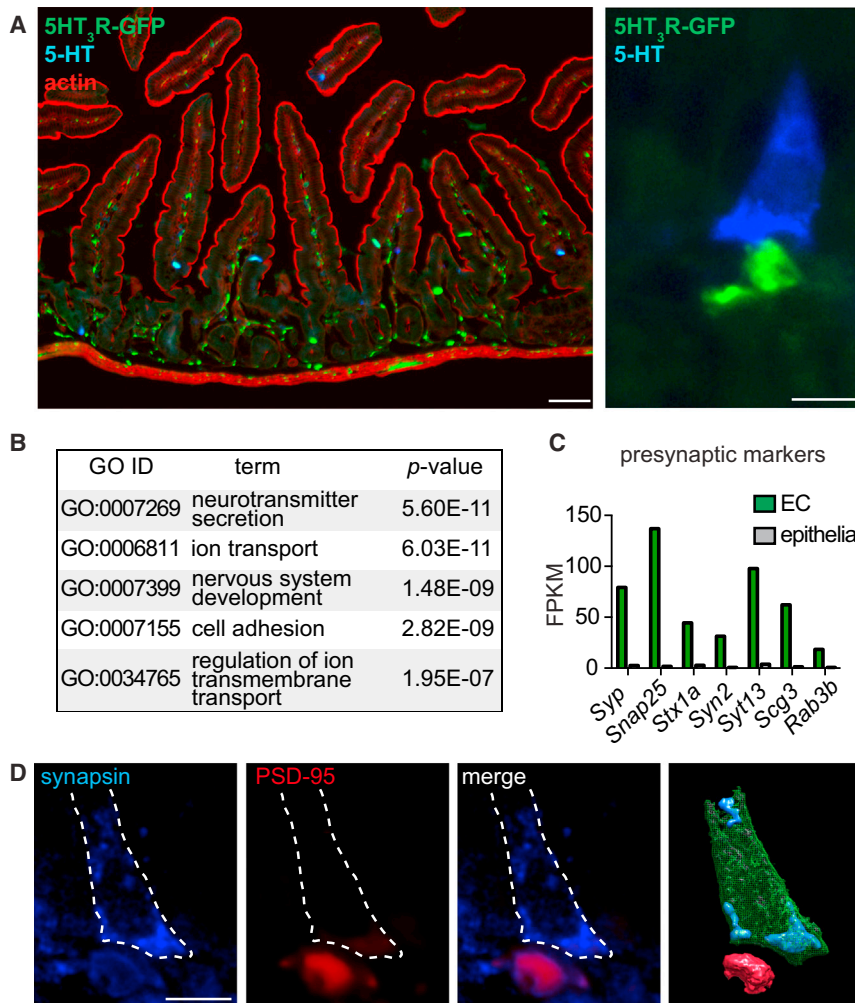 A
5HT3R-GFP
5-HT
actin
5HT3R-GFP
5-HT
B
GO ID term p-value
GO:0007269 neurotransmitter secretion 5.60E-11
GO:0006811 ion transport 6.03E-11
GO:0007399 nervous system development 1.48E-09
GO:0007155 cell adhesion 2.82E-09
GO:0034765 regulation of ion transmembrane transport 1.95E-07
C
presynaptic markers
EC
epithelia
FPKM
150
100
50
0
Syp
Snap25
Stx1a
Syn2
Syt13
Scg3
Rab3b
D
synapsin
PSD-95
merge